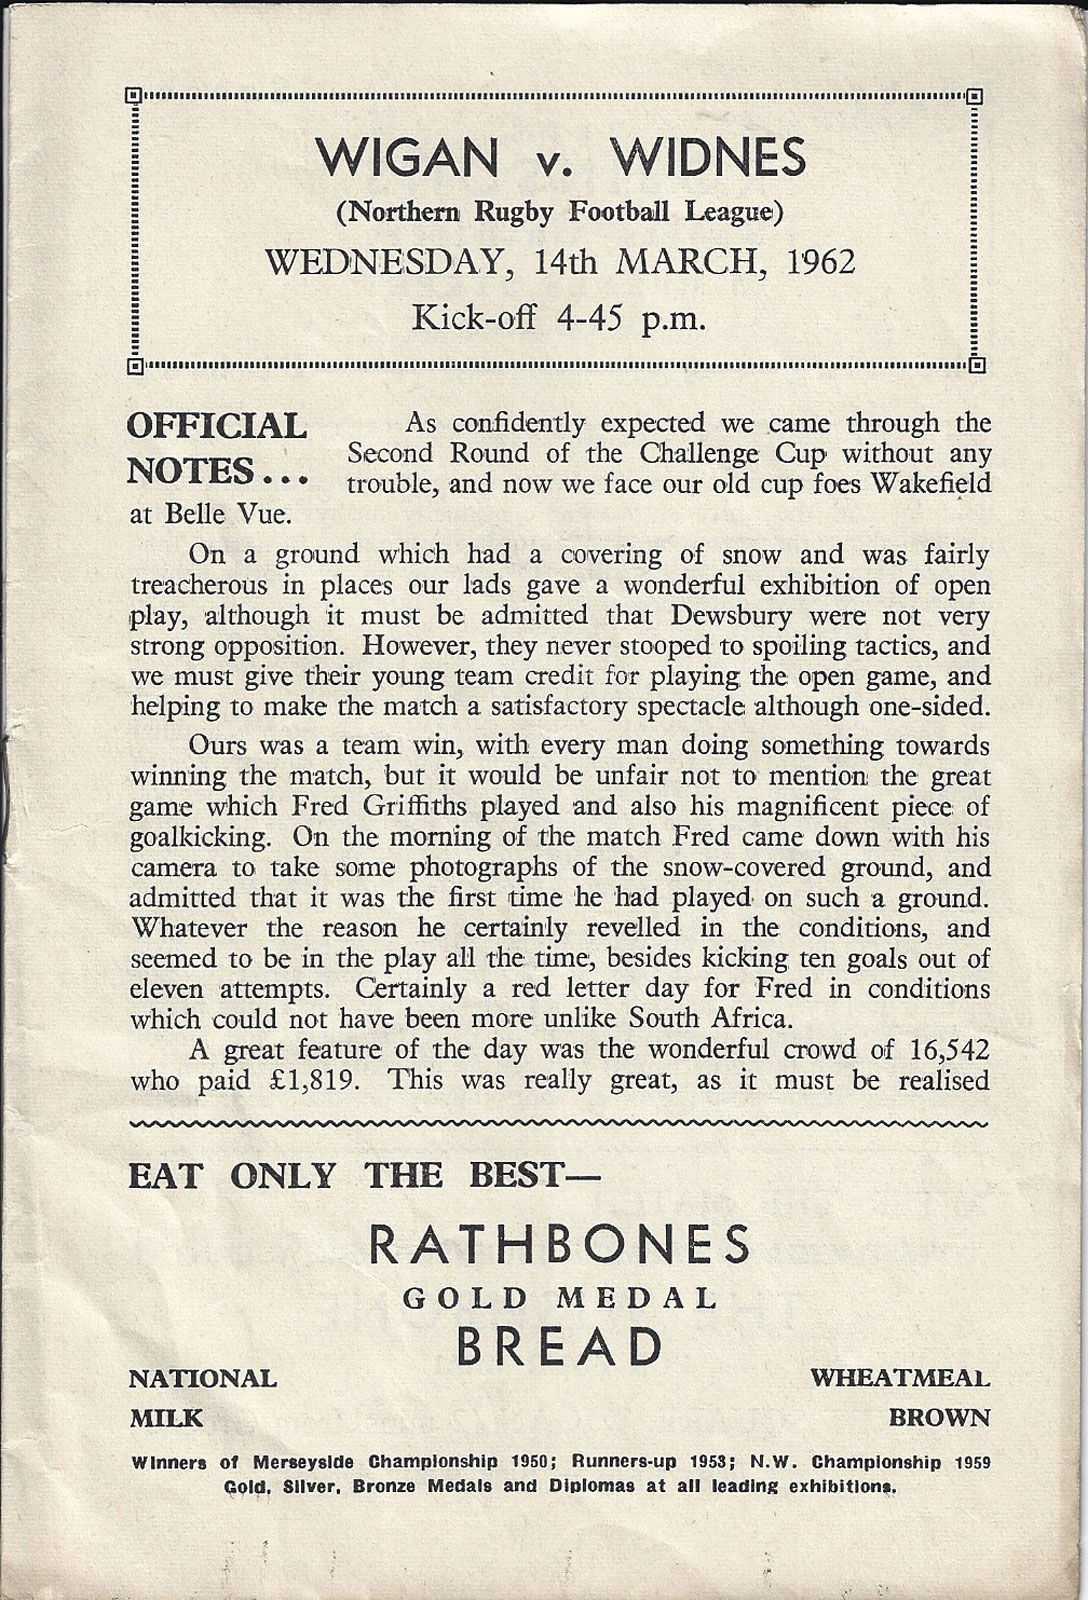 WIGAN v. WIDNES
(Northern Rugby Football League)
WEDNESDAY, 14th MARCH, 1962
Kick-off 4-45 p.m.
OFFICIAL
NOTES...
As confidently expected we came through the
Second Round of the Challenge Cup without any
trouble, and now we face our old cup foes Wakefield
at Belle Vue.
On a ground which had a covering of snow and was fairly
treacherous in places our lads gave a wonderful exhibition of open
play, although it must be admitted that Dewsbury were not very
strong opposition. However, they never stooped to spoiling tactics, and
we must give their young team credit for playing the open game, and
helping to make the match a satisfactory spectacle although one-sided.
Ours was a team win, with every man doing something towards
winning the match, but it would be unfair not to mention the great
game which Fred Griffiths played and also his magnificent piece of
goalkicking. On the morning of the match Fred came down with his
camera to take some photographs of the snow-covered ground, and
admitted that it was the first time he had played on such a ground.
Whatever the reason he certainly revelled in the conditions, and
seemed to be in the play all the time, besides kicking ten goals out of
eleven attempts. Certainly a red letter day for Fred in conditions
which could not have been more unlike South Africa.
A great feature of the day was the wonderful crowd of 16,542
who paid £1,819. This was really great, as it must be realised
EAT ONLY THE BEST—
RATHBONES
GOLD MEDAL
BREAD
NATIONAL WHEATMEAL
MILK BROWN
Winners of Merseyside Championship 1950; Runners-up 1953; N.W. Championship 1959
Gold, Silver, Bronze Medals and Diplomas at all leading exhibitions.